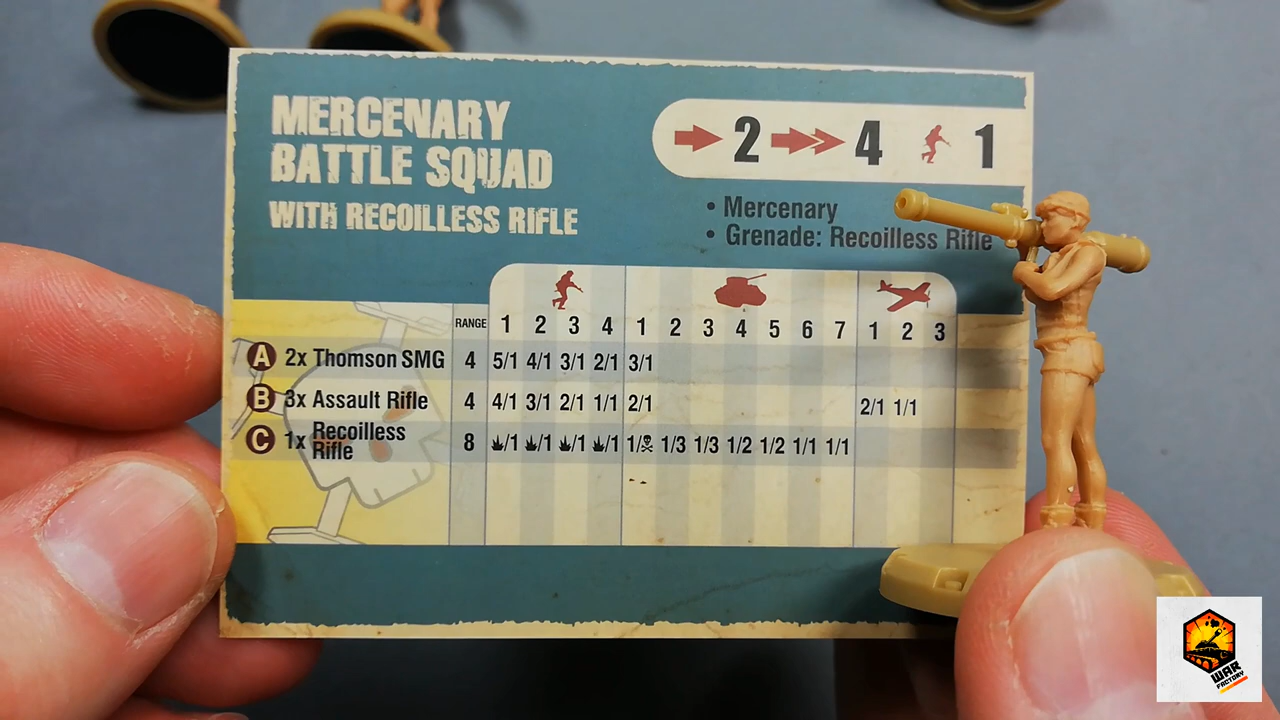 MERCENARY
BATTLE SQUAD
WITH RECOILLESS RIFLE
2 4 1
• Mercenary
• Grenade: Recoilless Rifle
RANGE 1 2 3 4 1 2 3 4 5 6 7 1 2 3
A 2x Thomson SMG 4 5/1 4/1 3/1 2/1 3/1
B 3x Assault Rifle 4 4/1 3/1 2/1 1/1 2/1 2/1 1/1
C 1x Recoilless Rifle 8 /1 /1 /1 /1 1/ 1/3 1/3 1/2 1/2 1/1 1/1
WAR
FACTORY